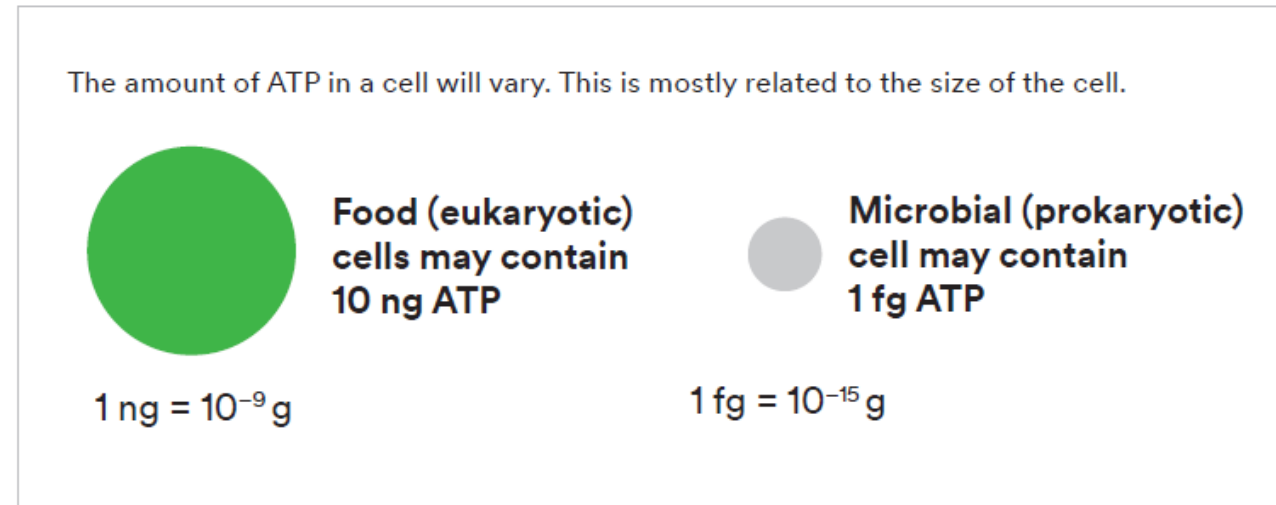 The amount of ATP in a cell will vary. This is mostly related to the size of the cell.
Food (eukaryotic)
cells may contain
10 ng ATP
Microbial (prokaryotic)
cell may contain
1 fg ATP
1 ng = 10⁻⁹ g
1 fg = 10⁻¹⁵ g